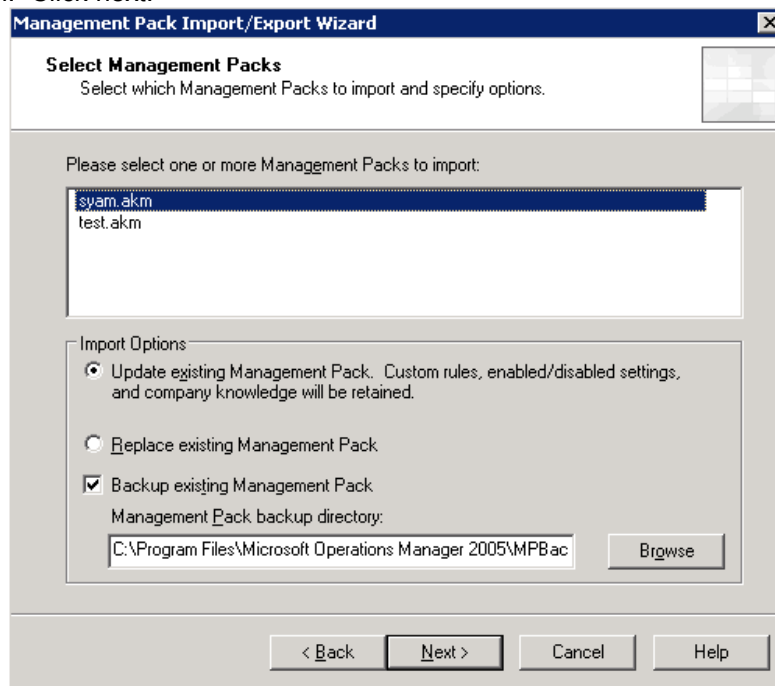 Click next.
Management Pack Import/Export Wizard
Select Management Packs
Select which Management Packs to import and specify options.
Please select one or more Management Packs to import:
syam.akm
test.akm
Import Options
Update existing Management Pack. Custom rules, enabled/disabled settings,
and company knowledge will be retained.
Replace existing Management Pack
Backup existing Management Pack
Management Pack backup directory:
C:\Program Files\Microsoft Operations Manager 2005\MPBac
Browse
< Back
Next >
Cancel
Help